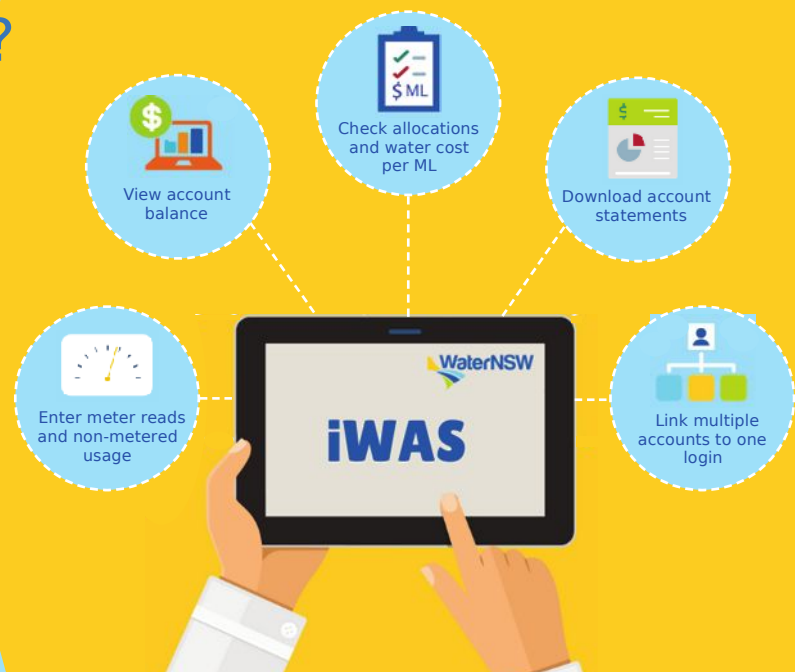 ?
$ ML
Check allocations
and water cost
per ML
$
View account
balance
$
Download account
statements
Enter meter reads
and non-metered
usage
WaterNSW
iWAS
Link multiple
accounts to one
login